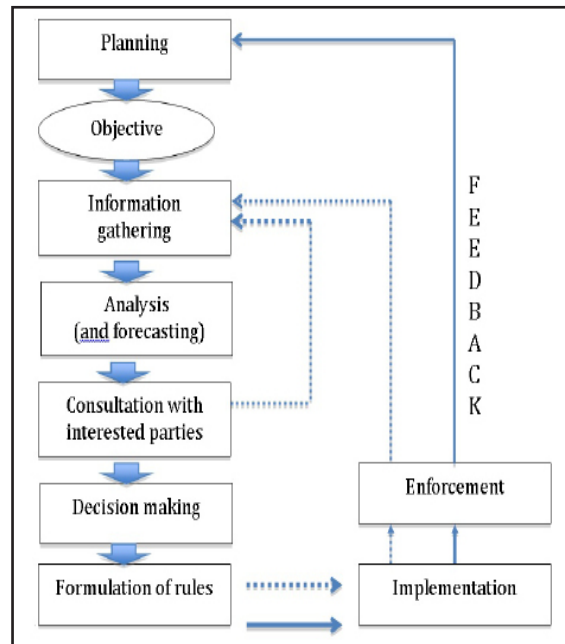 Planning
Objective
Information
gathering
Analysis
(and forecasting)
Consultation with
interested parties
Decision making
Formulation of rules
Implementation
Enforcement
F
E
E
D
B
A
C
K